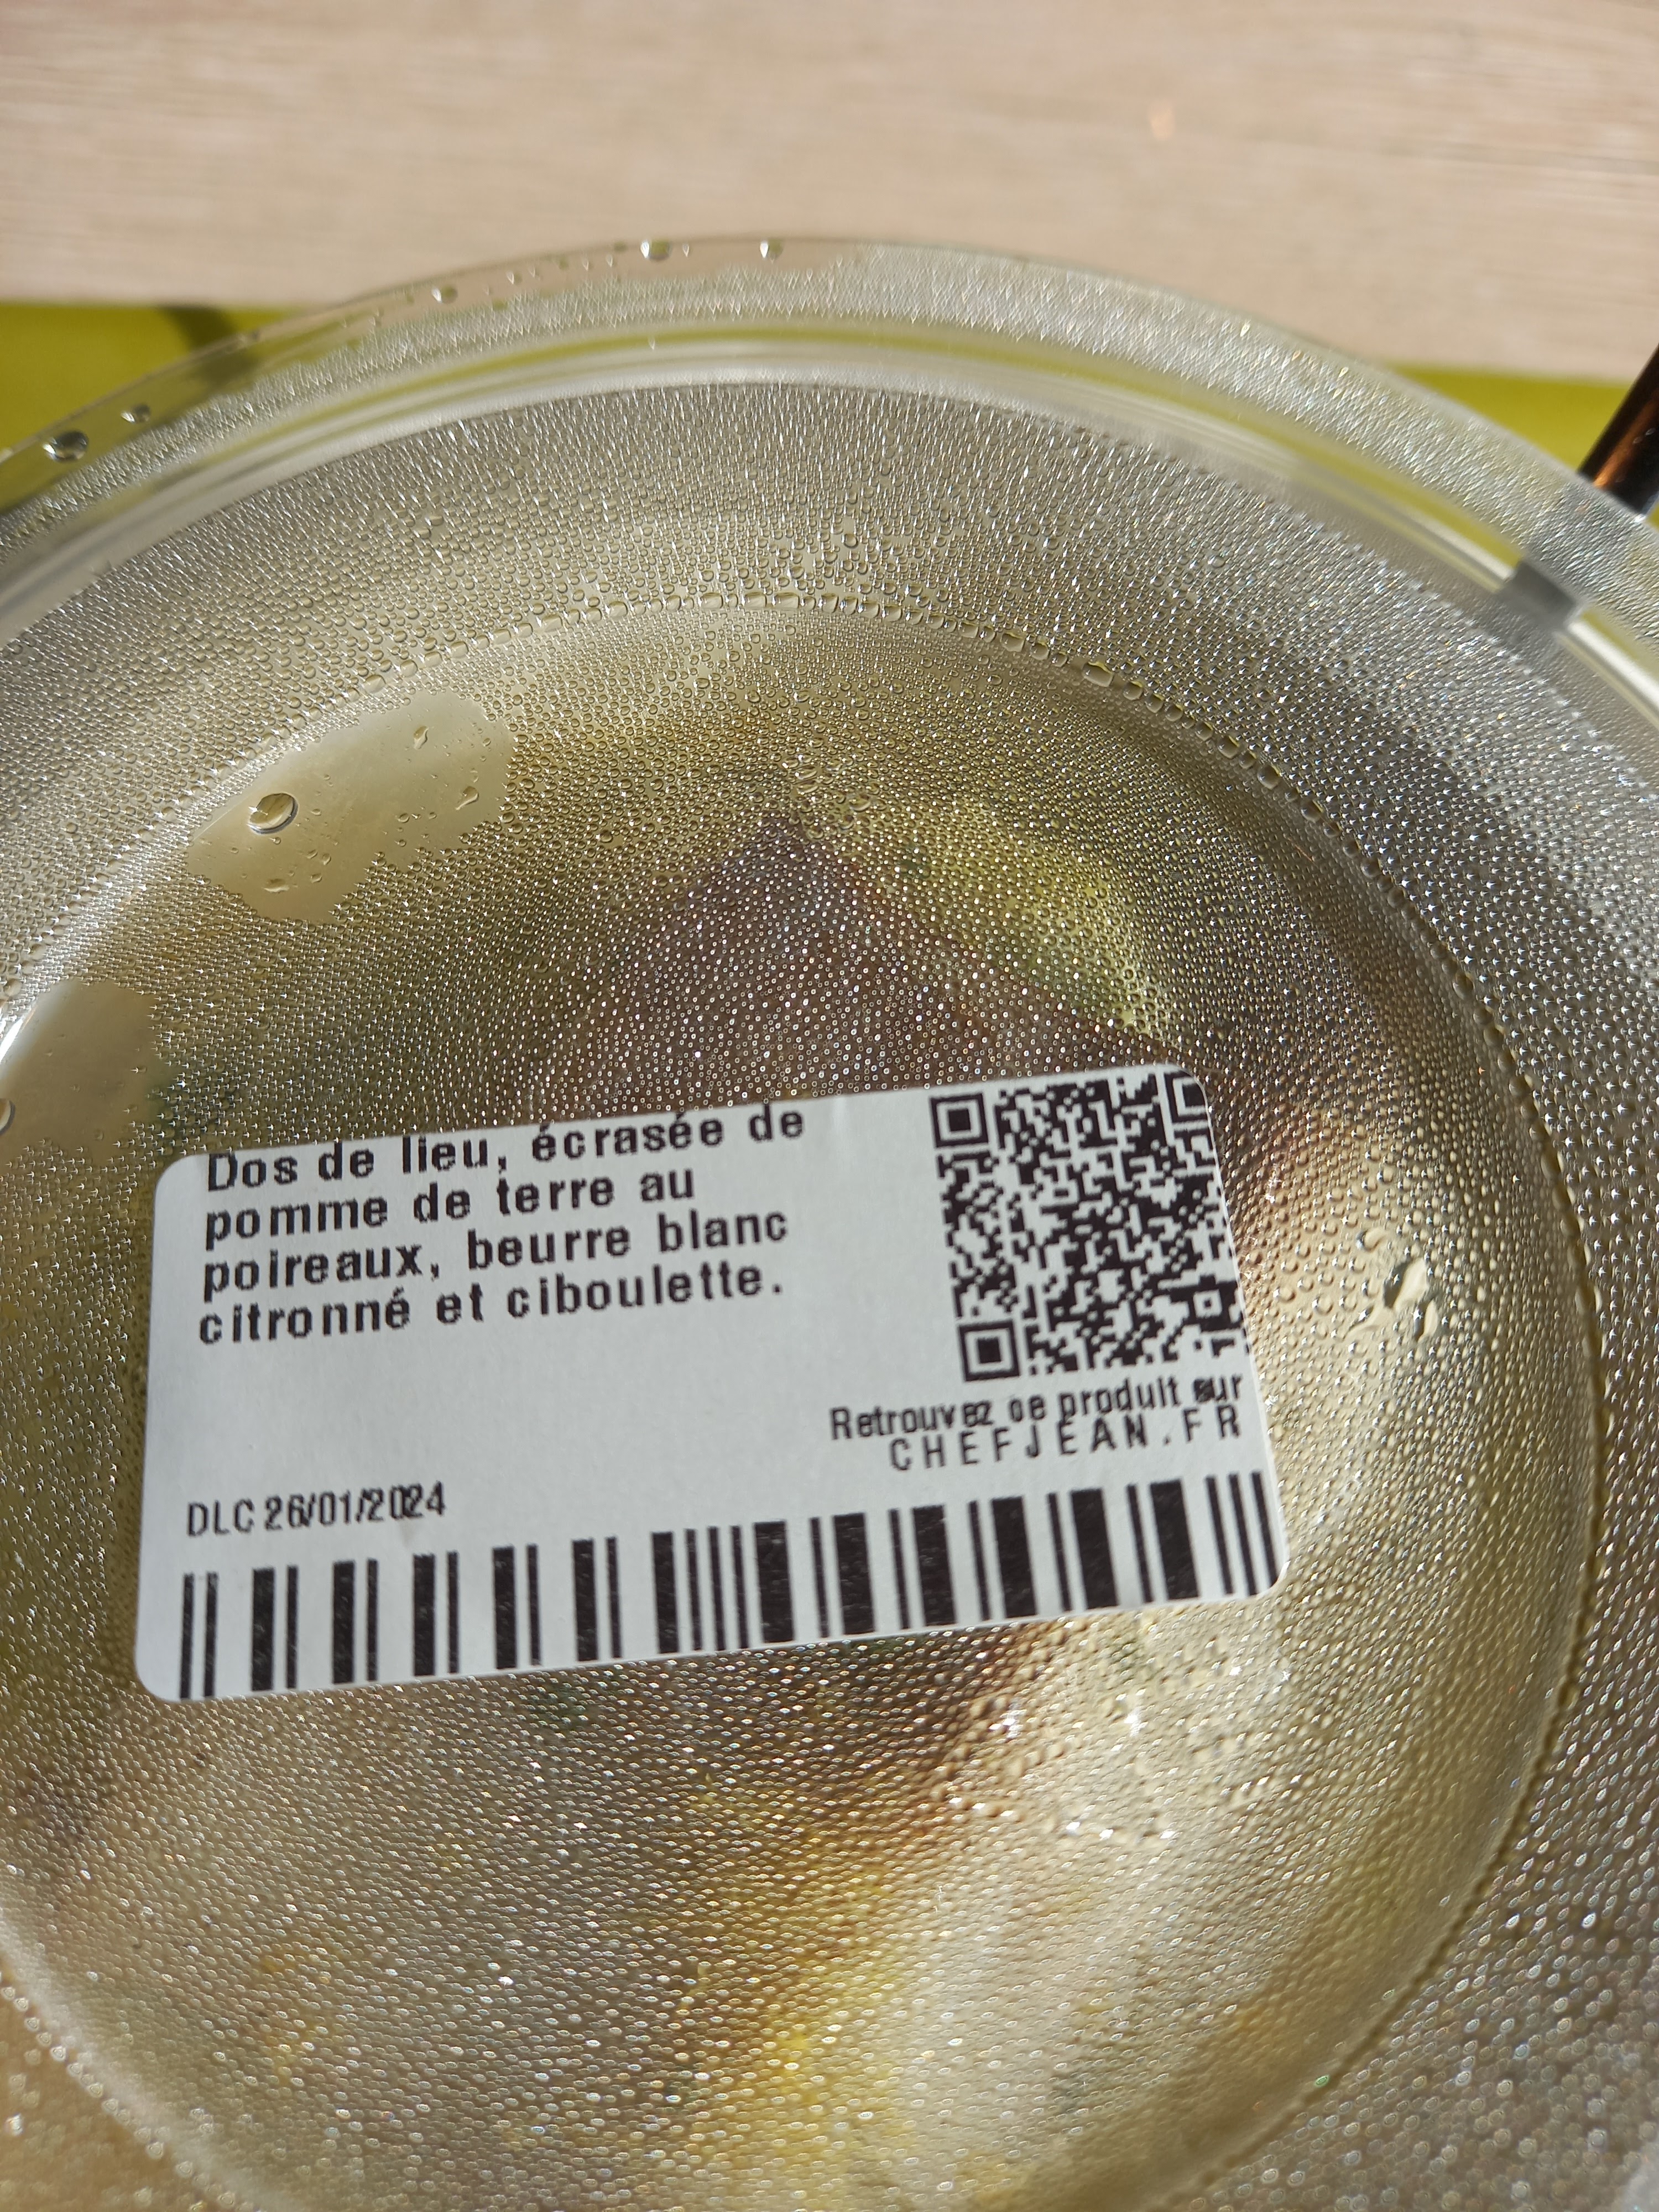 Dos de lieu, écrasée de
pomme de terre au
poireaux, beurre blanc
citronné et ciboulette.
Retrouvez ce produit sur
CHEFJEAN.FR
DLC 26/01/2024